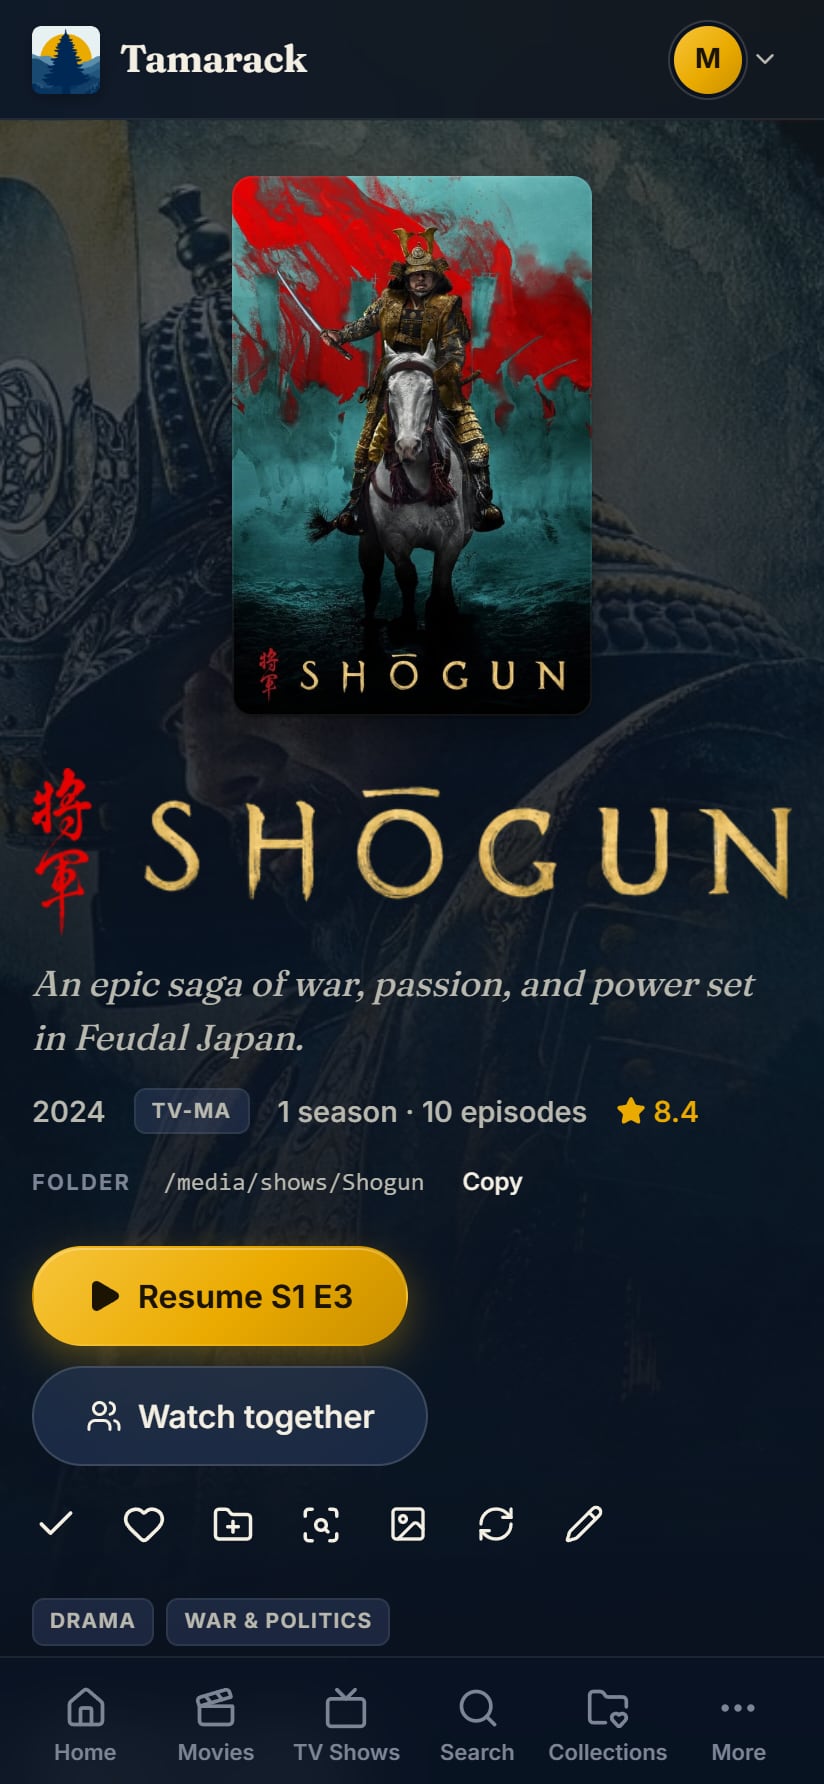 Tamarack
M
将軍 SHŌGUN
将軍 SHŌGUN
An epic saga of war, passion, and power set
in Feudal Japan.
2024 TV-MA 1 season · 10 episodes 8.4
FOLDER /media/shows/Shogun Copy
Resume S1 E3
Watch together
DRAMA WAR & POLITICS
Home Movies TV Shows Search Collections More